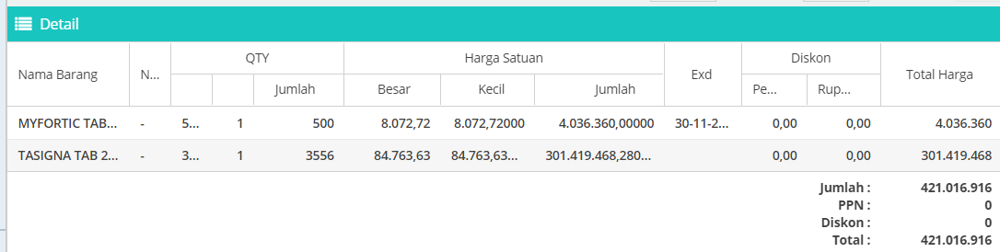 Detail
Nama Barang N... QTY Harga Satuan Exd Diskon Total Harga
Jumlah Besar Kecil Jumlah Pe... Rup...
MYFORTIC TAB... - 5... 1 500 8.072,72 8.072,72000 4.036.360,00000 30-11-2... 0,00 0,00 4.036.360
TASIGNA TAB 2... - 3... 1 3556 84.763,63 84.763,63... 301.419.468,280... 0,00 0,00 301.419.468
Jumlah : 421.016.916
PPN : 0
Diskon : 0
Total : 421.016.916